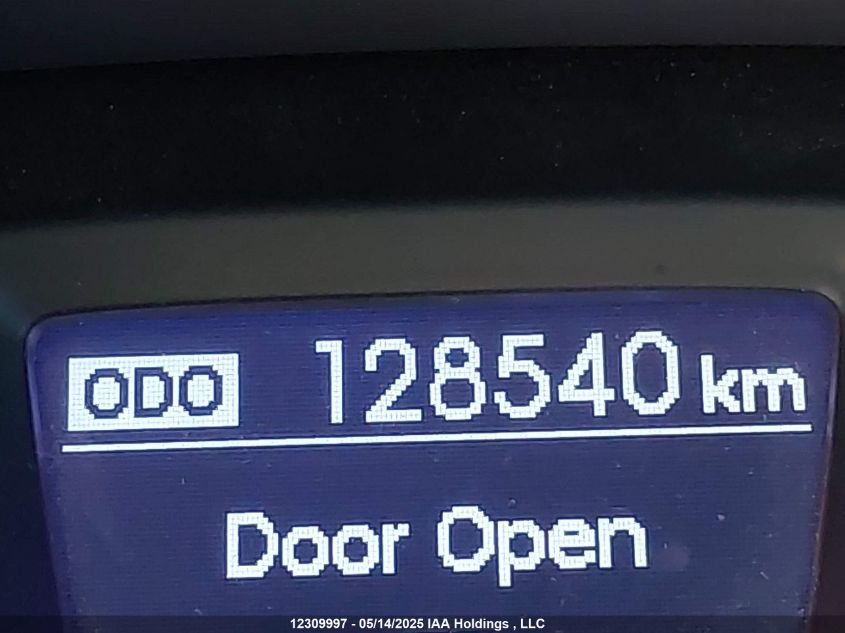 ODO 128540 km
Door Open
12309997 - 05/14/2025 IAA Holdings , LLC